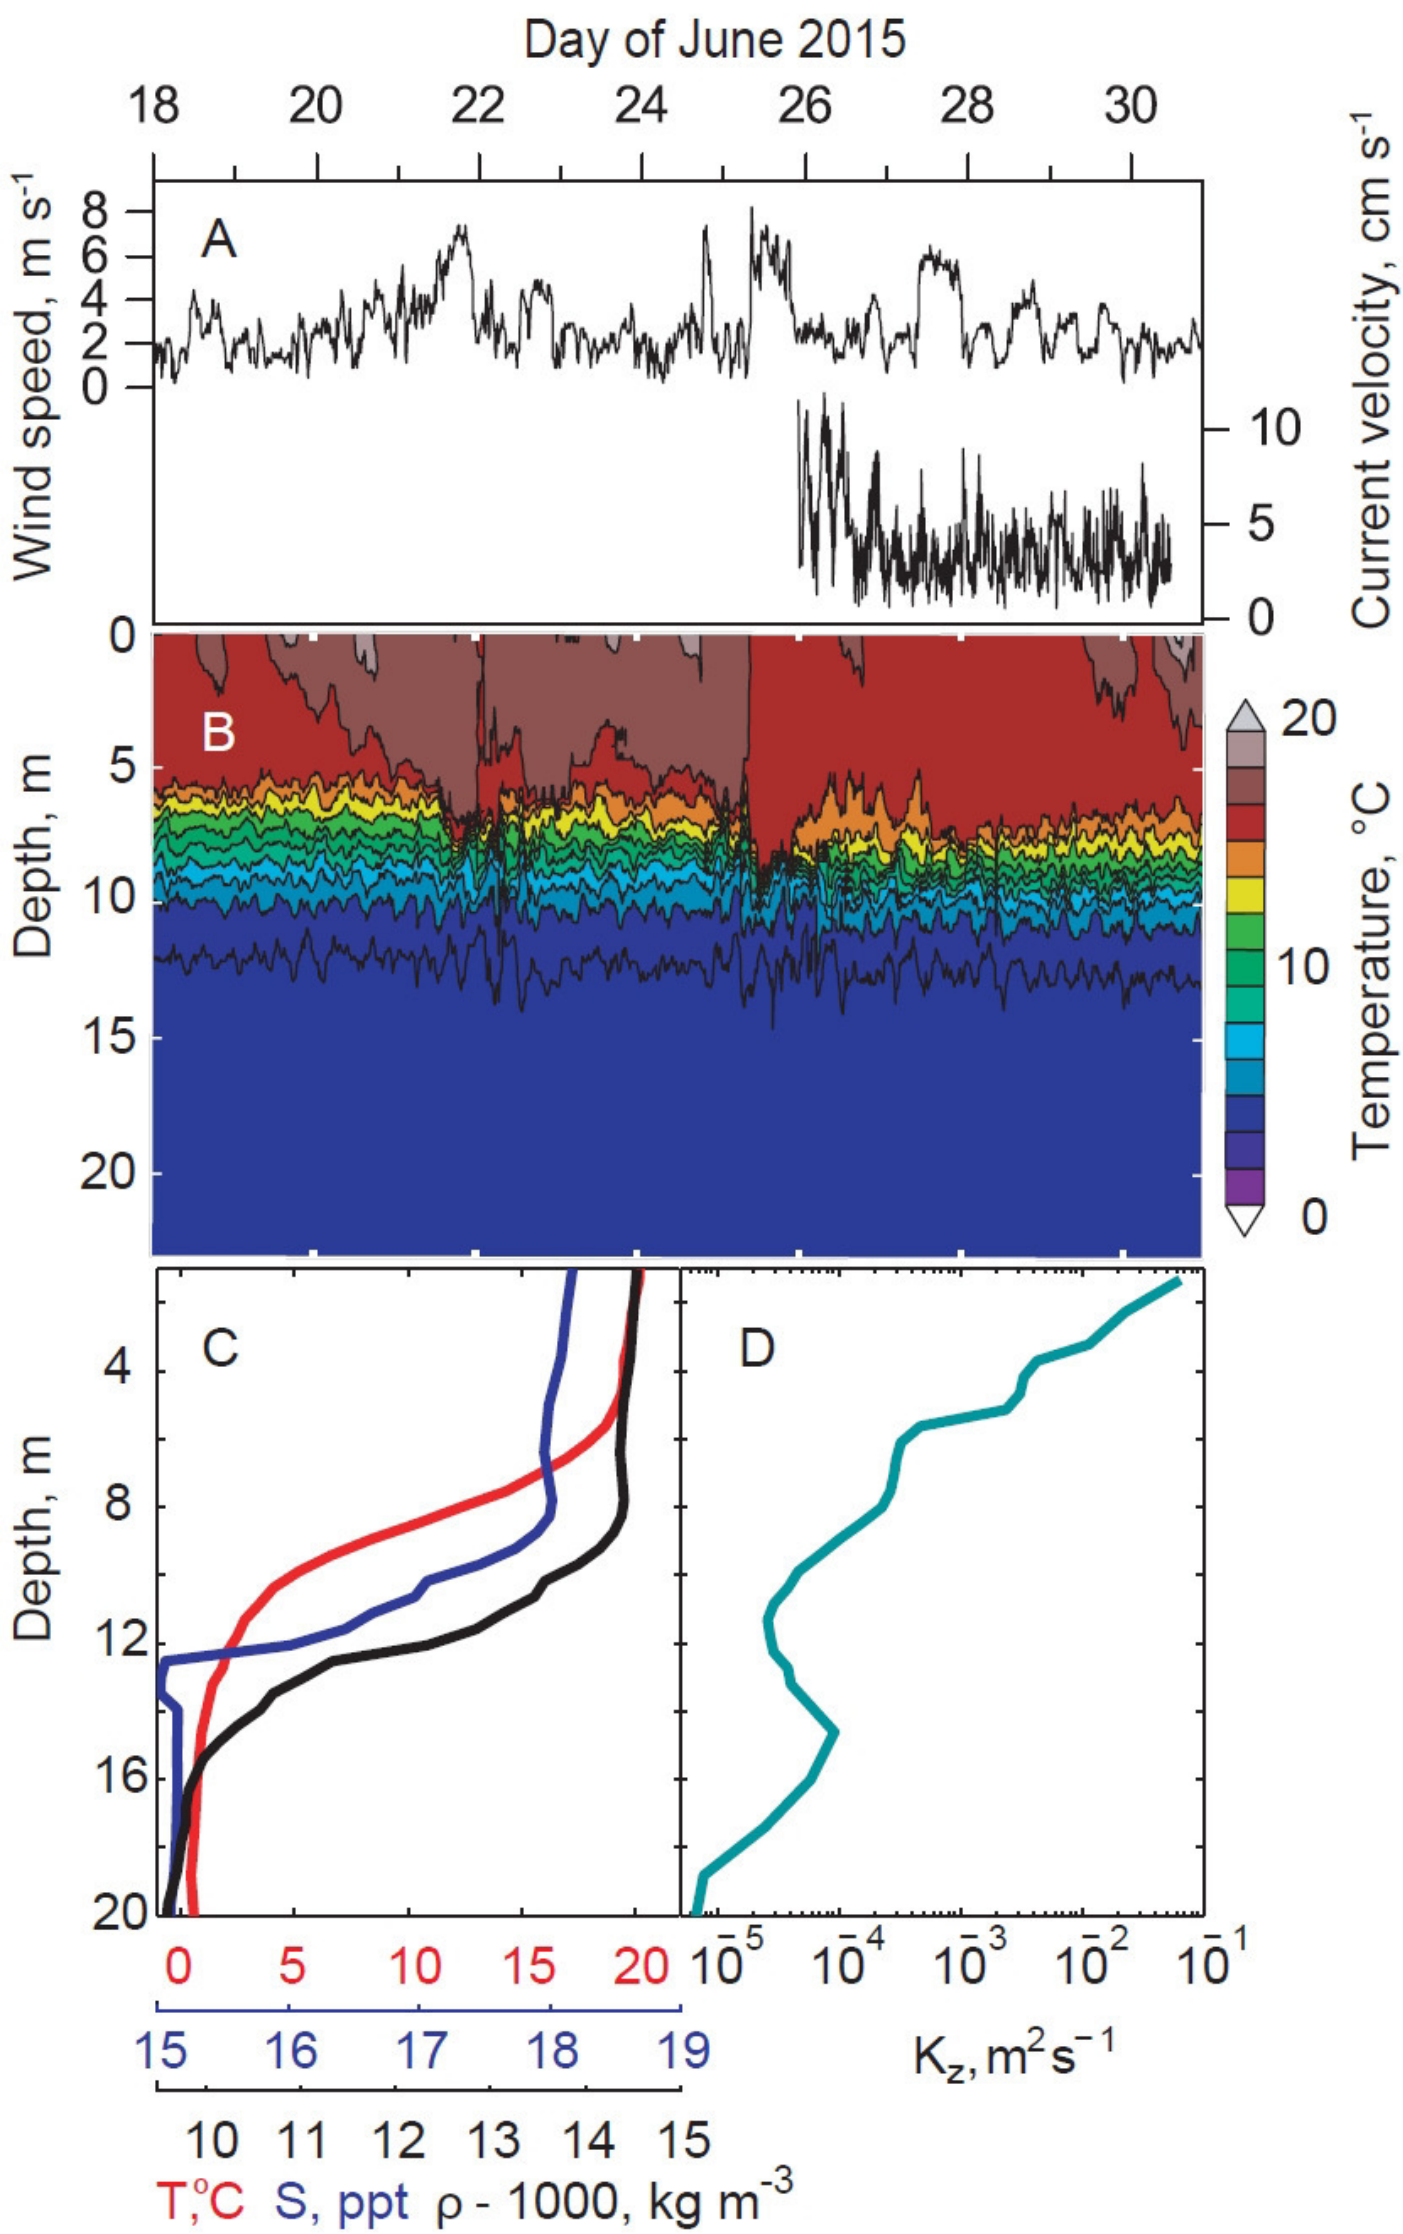 Day of June 2015
18 20 22 24 26 28 30
Wind speed, m s-1
8
6
4
2
0
A
Current velocity, cm s-1
10
5
0
Depth, m
0
5
10
15
20
B
20
10
0
Temperature, °C
Depth, m
4
8
12
16
20
C
D
0 5 10 15 20
10−5 10−4 10−3 10−2 10−1
15 16 17 18 19
Kz, m2 s−1
10 11 12 13 14 15
T,°C S, ppt ρ - 1000, kg m-3